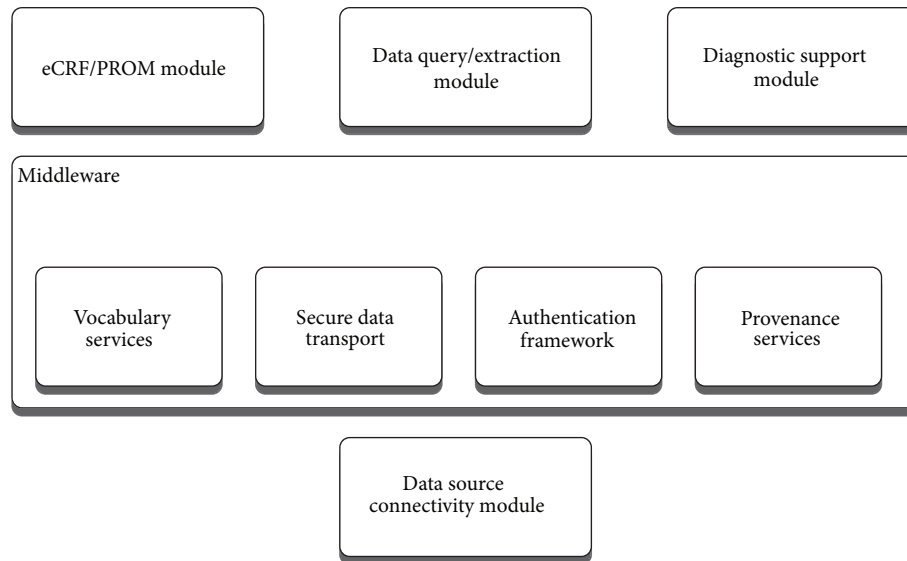 eCRF/PROM module
Data query/extraction
module
Diagnostic support
module
Middleware
Vocabulary
services
Secure data
transport
Authentication
framework
Provenance
services
Data source
connectivity module